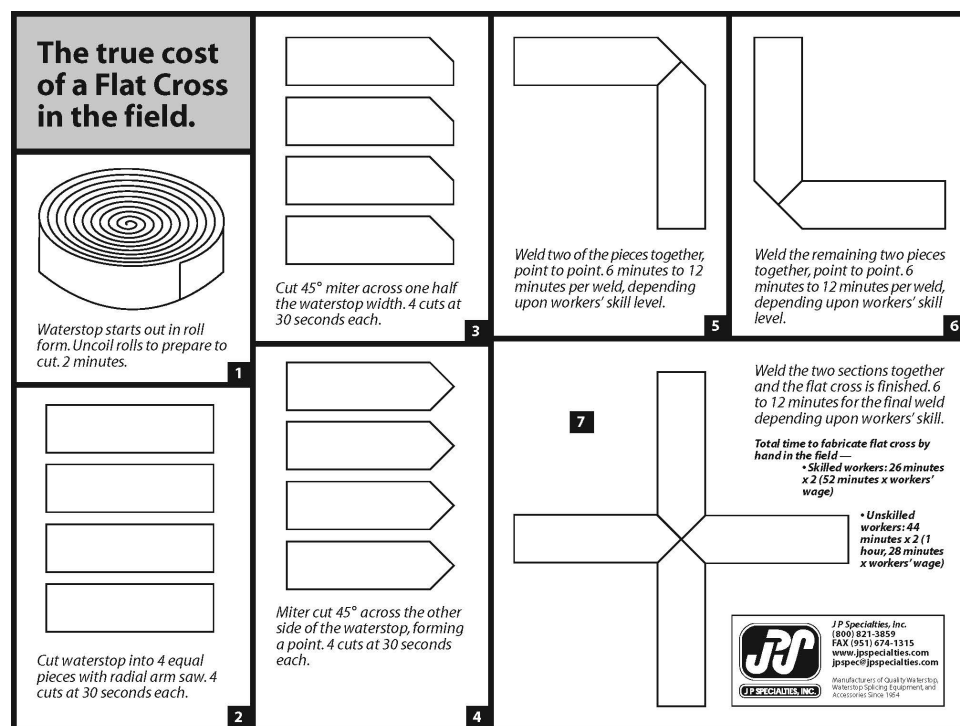 The true cost
of a Flat Cross
in the field.
Waterstop starts out in roll
form. Uncoil rolls to prepare to
cut. 2 minutes.
1
Cut waterstop into 4 equal
pieces with radial arm saw. 4
cuts at 30 seconds each.
2
Cut 45° miter across one half
the waterstop width. 4 cuts at
30 seconds each.
3
Miter cut 45° across the other
side of the waterstop, forming
a point. 4 cuts at 30 seconds
each.
4
Weld two of the pieces together,
point to point. 6 minutes to 12
minutes per weld, depending
upon workers' skill level.
5
Weld the remaining two pieces
together, point to point. 6
minutes to 12 minutes per weld,
depending upon workers' skill
level.
6
7
Weld the two sections together
and the flat cross is finished. 6
to 12 minutes for the final weld
depending upon workers' skill.
Total time to fabricate flat cross by
hand in the field —
• Skilled workers: 26 minutes
x 2 (52 minutes x workers'
wage)
• Unskilled
workers: 44
minutes x 2 (1
hour, 28 minutes
x workers' wage)
JPS
J P SPECIALTIES, INC.
J P Specialties, Inc.
(800) 821-3859
FAX (951) 674-1315
www.jpspecialties.com
jpspec@jpspecialties.com
Manufacturers of Quality Waterstop,
Waterstop Splicing Equipment, and
Accessories Since 1954